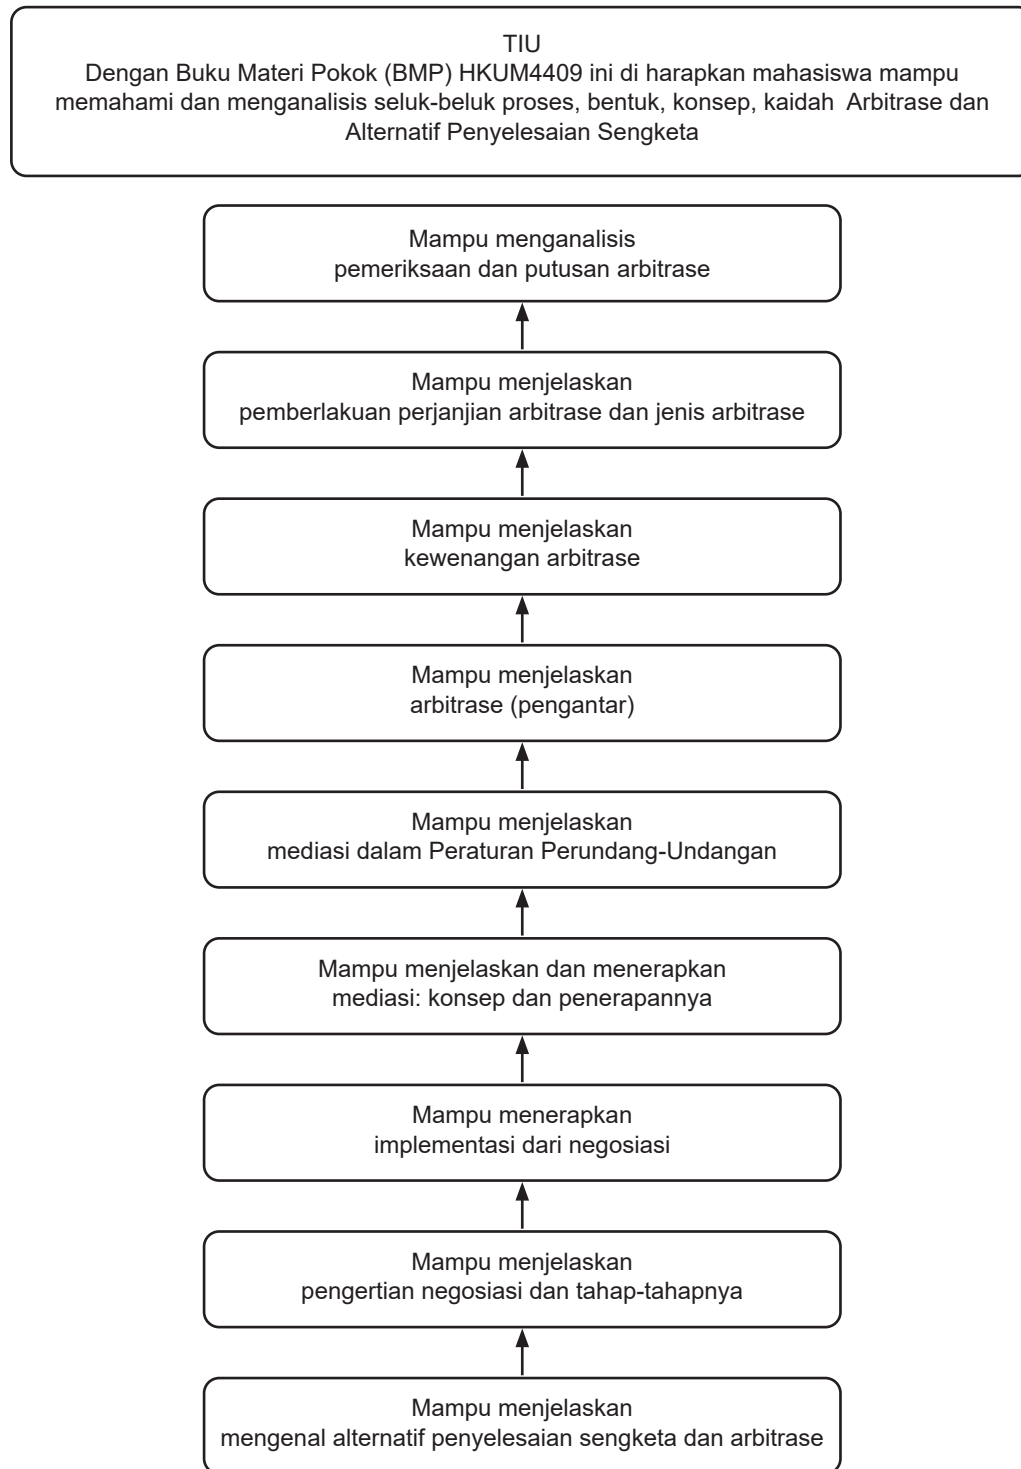 TIU
Dengan Buku Materi Pokok (BMP) HKUM4409 ini di harapkan mahasiswa mampu
memahami dan menganalisis seluk-beluk proses, bentuk, konsep, kaidah Arbitrase dan
Alternatif Penyelesaian Sengketa
Mampu menganalisis
pemeriksaan dan putusan arbitrase
Mampu menjelaskan
pemberlakuan perjanjian arbitrase dan jenis arbitrase
Mampu menjelaskan
kewenangan arbitrase
Mampu menjelaskan
arbitrase (pengantar)
Mampu menjelaskan
mediasi dalam Peraturan Perundang-Undangan
Mampu menjelaskan dan menerapkan
mediasi: konsep dan penerapannya
Mampu menerapkan
implementasi dari negosiasi
Mampu menjelaskan
pengertian negosiasi dan tahap-tahapnya
Mampu menjelaskan
mengenal alternatif penyelesaian sengketa dan arbitrase